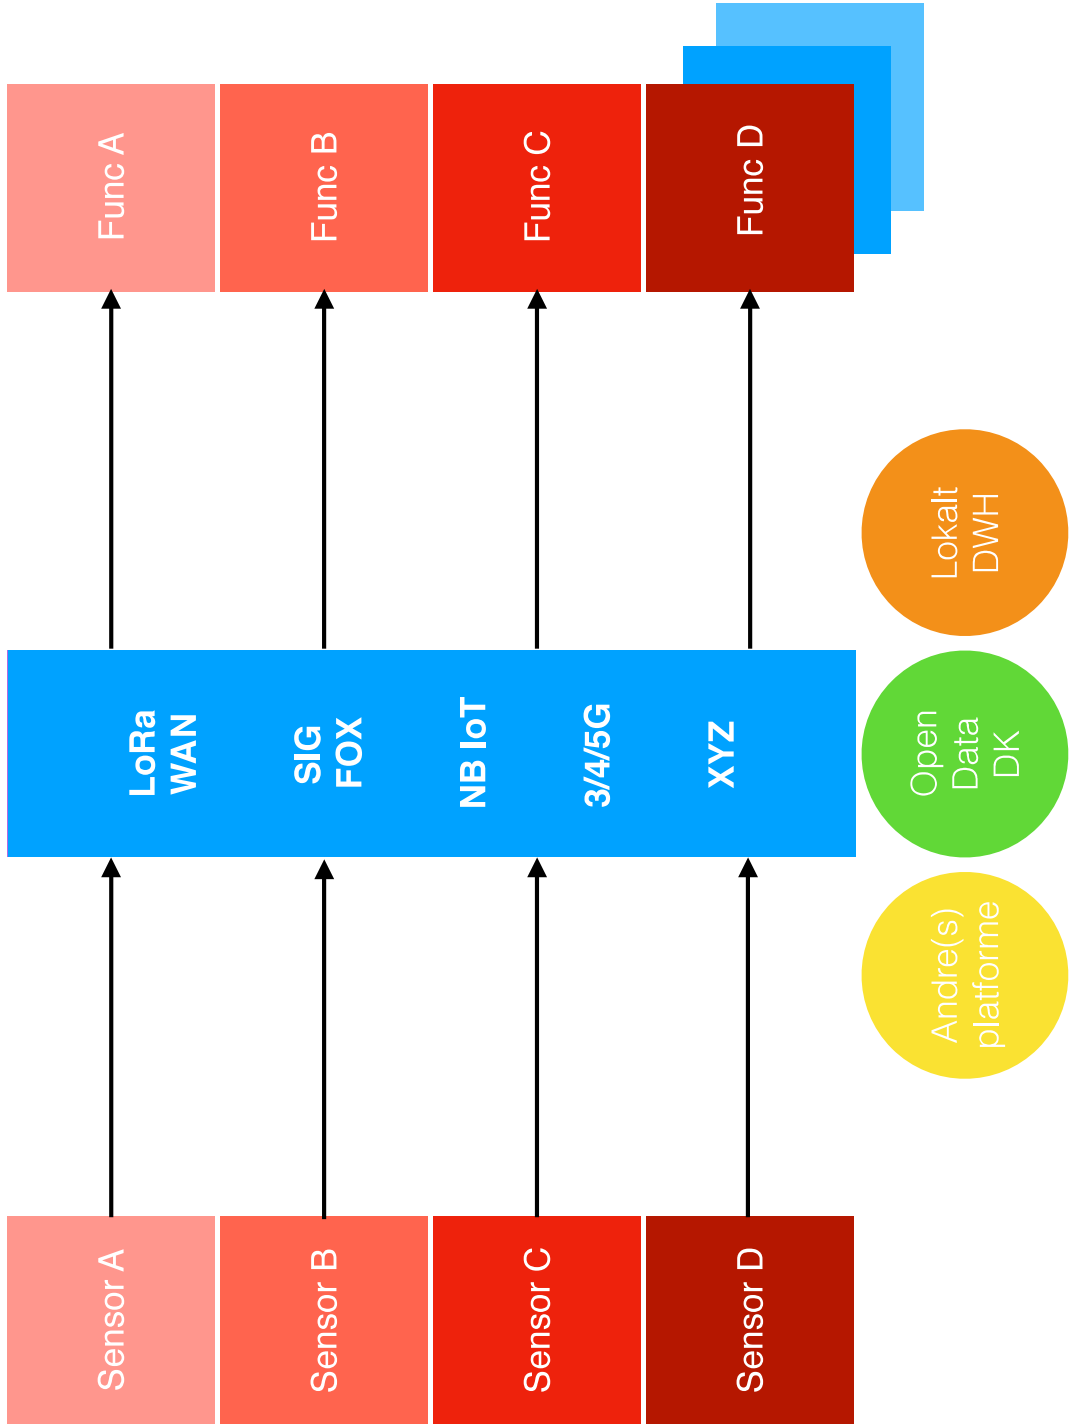 Func A
Func B
Func C
Func D
LoRa
WAN
SIG
FOX
NB IoT
3/4/5G
XYZ
Lokalt
DWH
Open
Data
DK
Andre(s)
platforme
Sensor A
Sensor B
Sensor C
Sensor D